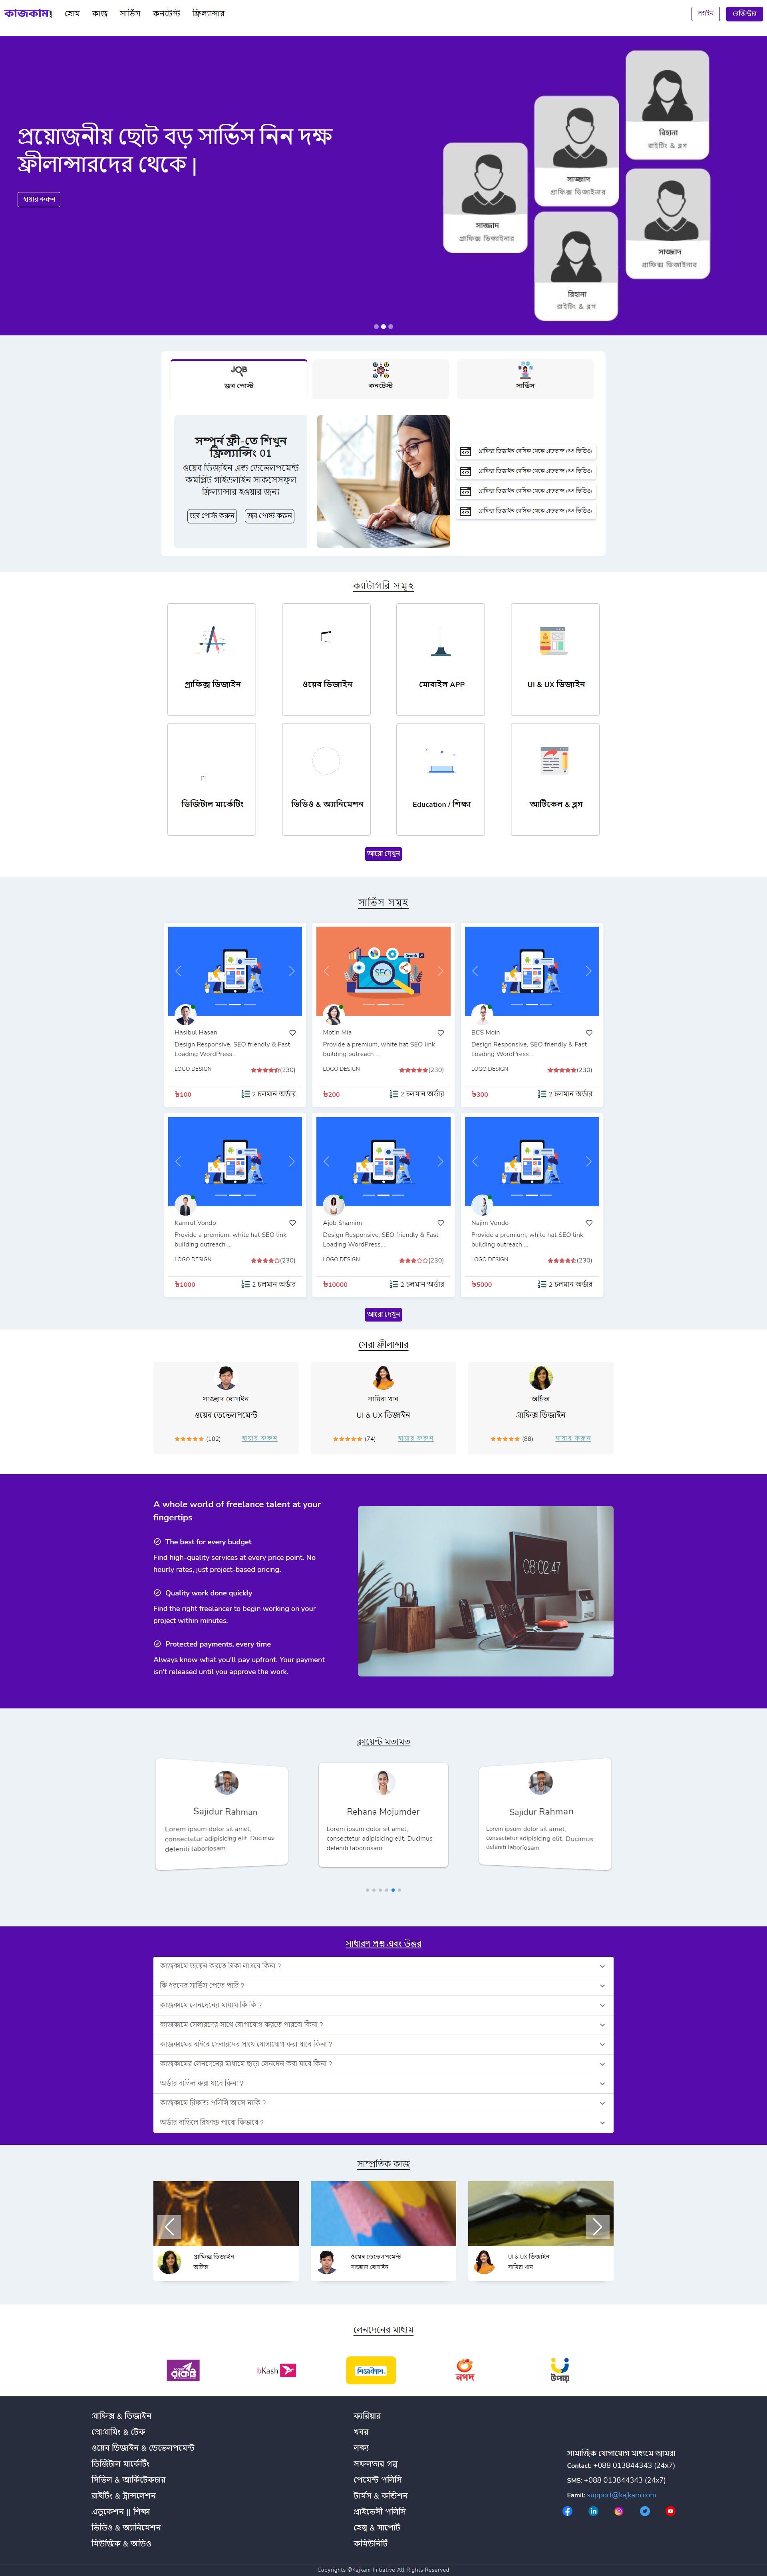 কাজকাম
হোম কাজ সার্ভিস কনটেস্ট ফ্রিল্যান্সার
লগইন রেজিস্ট্রার
প্রয়োজনীয় ছোট বড় সার্ভিস নিন দক্ষ
ফ্রীলান্সারদের থেকে |
হায়ার করুন
রিহানা
রাইটিং & ব্লগ
সাজ্জাদ
গ্রাফিক্স ডিজাইনার
সাজ্জাদ
গ্রাফিক্স ডিজাইনার
সাজ্জাদ
গ্রাফিক্স ডিজাইনার
রিহানা
রাইটিং & ব্লগ
JOB
জব পোস্ট
কনটেস্ট
সার্ভিস
সম্পূর্ন ফ্রী-তে শিখুন
ফ্রিল্যান্সিং 01
ওয়েব ডিজাইন এন্ড ডেভেলপমেন্ট
কমপ্লিট গাইডলাইন সাকসেসফুল
ফ্রিল্যান্সার হওয়ার জন্য
জব পোস্ট করুন জব পোস্ট করুন
গ্রাফিক্স ডিজাইন বেসিক থেকে এডভান্স (৪৪ ভিডিও)
গ্রাফিক্স ডিজাইন বেসিক থেকে এডভান্স (৪৪ ভিডিও)
গ্রাফিক্স ডিজাইন বেসিক থেকে এডভান্স (৪৪ ভিডিও)
গ্রাফিক্স ডিজাইন বেসিক থেকে এডভান্স (৪৪ ভিডিও)
ক্যাটাগরি সমূহ
গ্রাফিক্স ডিজাইন
ওয়েব ডিজাইন
মোবাইল APP
UI & UX ডিজাইন
ডিজিটাল মার্কেটিং
ভিডিও & অ্যানিমেশন
Education / শিক্ষা
আর্টিকেল & ব্লগ
আরো দেখুন
সার্ভিস সমূহ
Hasibul Hasan
Design Responsive, SEO friendly & Fast
Loading WordPress...
LOGO DESIGN (230)
৳100 2 চলমান অর্ডার
SEO
Motin Mia
Provide a premium, white hat SEO link
building outreach ...
LOGO DESIGN (230)
৳200 2 চলমান অর্ডার
BCS Moin
Design Responsive, SEO friendly & Fast
Loading WordPress...
LOGO DESIGN (230)
৳300 2 চলমান অর্ডার
Kamrul Vondo
Provide a premium, white hat SEO link
building outreach ...
LOGO DESIGN (230)
৳1000 2 চলমান অর্ডার
Ajob Shamim
Design Responsive, SEO friendly & Fast
Loading WordPress...
LOGO DESIGN (230)
৳10000 2 চলমান অর্ডার
Najim Vondo
Provide a premium, white hat SEO link
building outreach ...
LOGO DESIGN (230)
৳5000 2 চলমান অর্ডার
আরো দেখুন
সেরা ফ্রীলান্সার
সাজ্জাদ হোসাইন
ওয়েব ডেভেলপমেন্ট
(102) হায়ার করুন
সামিরা খান
UI & UX ডিজাইন
(74) হায়ার করুন
অর্চিতা
গ্রাফিক্স ডিজাইন
(88) হায়ার করুন
A whole world of freelance talent at your
fingertips
The best for every budget
Find high-quality services at every price point. No
hourly rates, just project-based pricing.
Quality work done quickly
Find the right freelancer to begin working on your
project within minutes.
Protected payments, every time
Always know what you'll pay upfront. Your payment
isn't released until you approve the work.
08:02:47
ক্লায়েন্ট মতামত
Sajidur Rahman
Lorem ipsum dolor sit amet,
consectetur adipisicing elit. Ducimus
deleniti laboriosam.
Rehana Mojumder
Lorem ipsum dolor sit amet,
consectetur adipisicing elit. Ducimus
deleniti laboriosam.
Sajidur Rahman
Lorem ipsum dolor sit amet,
consectetur adipisicing elit. Ducimus
deleniti laboriosam.
সাধারণ প্রশ্ন এবং উত্তর
কাজকামে জয়েন করতে টাকা লাগবে কিনা ?
কি ধরনের সার্ভিস পেতে পারি ?
কাজকামে লেনদেনের মাধ্যম কি কি ?
কাজকামে সেলারদের সাথে যোগাযোগ করতে পারবো কিনা ?
কাজকামের বাইরে সেলারদের সাথে যোগাযোগ করা যাবে কিনা ?
কাজকামের লেনদেনের মাধ্যমে ছাড়া লেনদেন করা যাবে কিনা ?
অর্ডার বাতিল করা যাবে কিনা ?
কাজকামে রিফান্ড পলিসি আসে নাকি ?
অর্ডার বাতিলে রিফান্ড পাবো কিভাবে ?
সাম্প্রতিক কাজ
গ্রাফিক্স ডিজাইন
অর্চিতা
ওয়েব ডেভেলপমেন্ট
সাজ্জাদ হোসাইন
UI & UX ডিজাইন
সামিরা খান
লেনদেনের মাধ্যম
রকেট
bKash
শিওরক্যাশ
নগদ
উপায়
গ্রাফিক্স & ডিজাইন
প্রোগ্রামিং & টেক
ওয়েব ডিজাইন & ডেভেলপমেন্ট
ডিজিটাল মার্কেটিং
সিভিল & আর্কিটেকচার
রাইটিং & ট্রান্সলেশন
এডুকেশন || শিক্ষা
ভিডিও & অ্যানিমেশন
মিউজিক & অডিও
কারিয়ার
খবর
লক্ষ্য
সফলতার গল্প
পেমেন্ট পলিসি
টার্মস & কন্ডিশন
প্রাইভেসী পলিসি
হেল্প & সাপোর্ট
কমিউনিটি
সামাজিক যোগাযোগ মাধ্যমে আমরা
Contact: +088 013844343 (24x7)
SMS: +088 013844343 (24x7)
Eamil: support@kajkam.com
Copyrights ©Kajkam Initiative All Rights Reserved